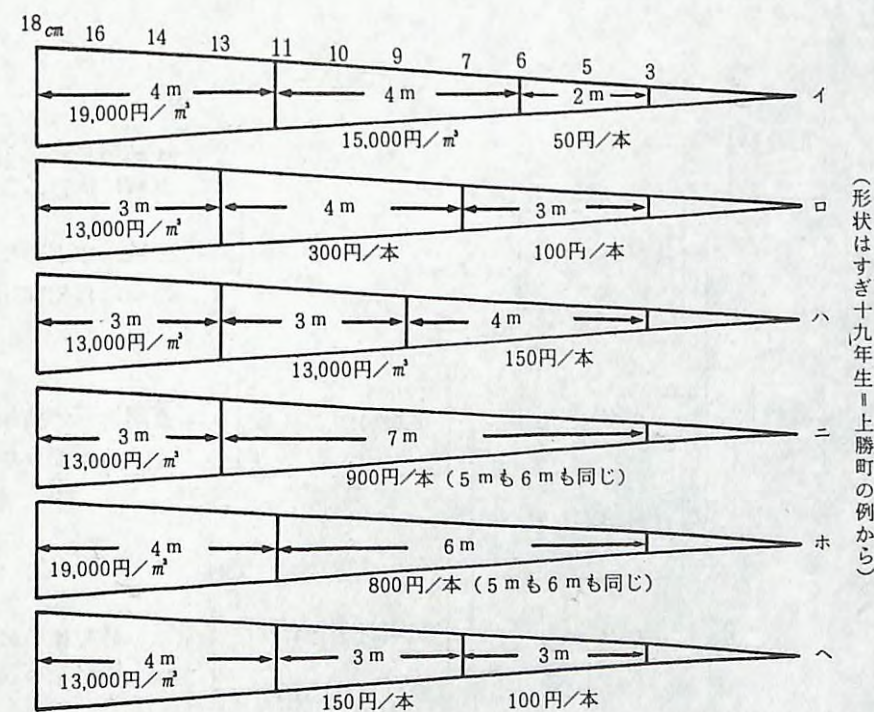 18cm 16 14 13 11 10 9 7 6 5 3
4m 4m 2m イ
19,000円/㎥ 15,000円/㎥ 50円/本
3m 4m 3m ロ
13,000円/㎥ 300円/本 100円/本
3m 3m 4m ハ
13,000円/㎥ 13,000円/㎥ 150円/本
3m 7m ニ
13,000円/㎥ 900円/本(5mも6mも同じ)
4m 6m ホ
19,000円/㎥ 800円/本(5mも6mも同じ)
4m 3m 3m ヘ
13,000円/㎥ 150円/本 100円/本
(形状はすぎ十九年生=上勝町の例から)